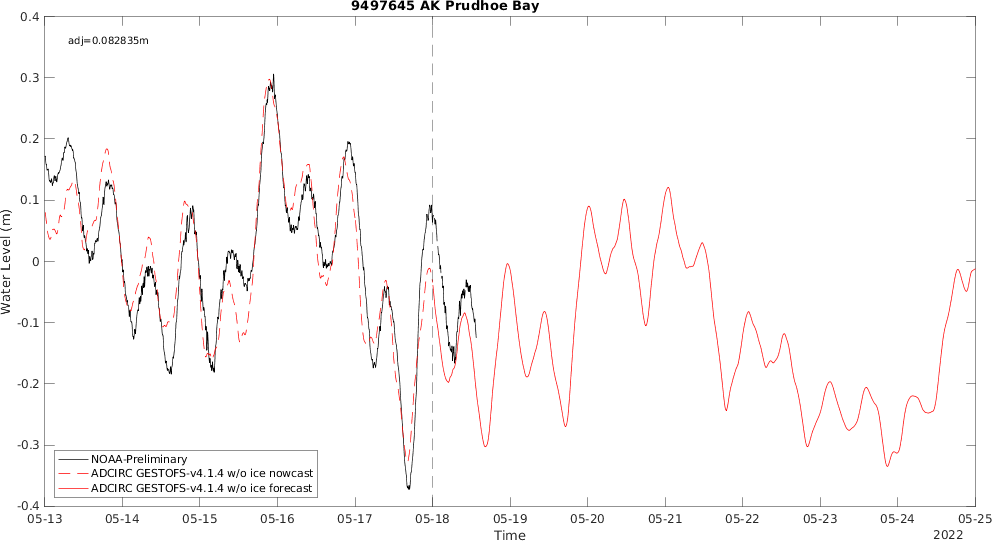 9497645 AK Prudhoe Bay
adj=0.082835m
0.4
0.3
0.2
0.1
0
-0.1
-0.2
-0.3
-0.4
Water Level (m)
NOAA-Preliminary
ADCIRC GESTOFS-v4.1.4 w/o ice nowcast
ADCIRC GESTOFS-v4.1.4 w/o ice forecast
05-13 05-14 05-15 05-16 05-17 05-18 05-19 05-20 05-21 05-22 05-23 05-24 05-25
Time
2022